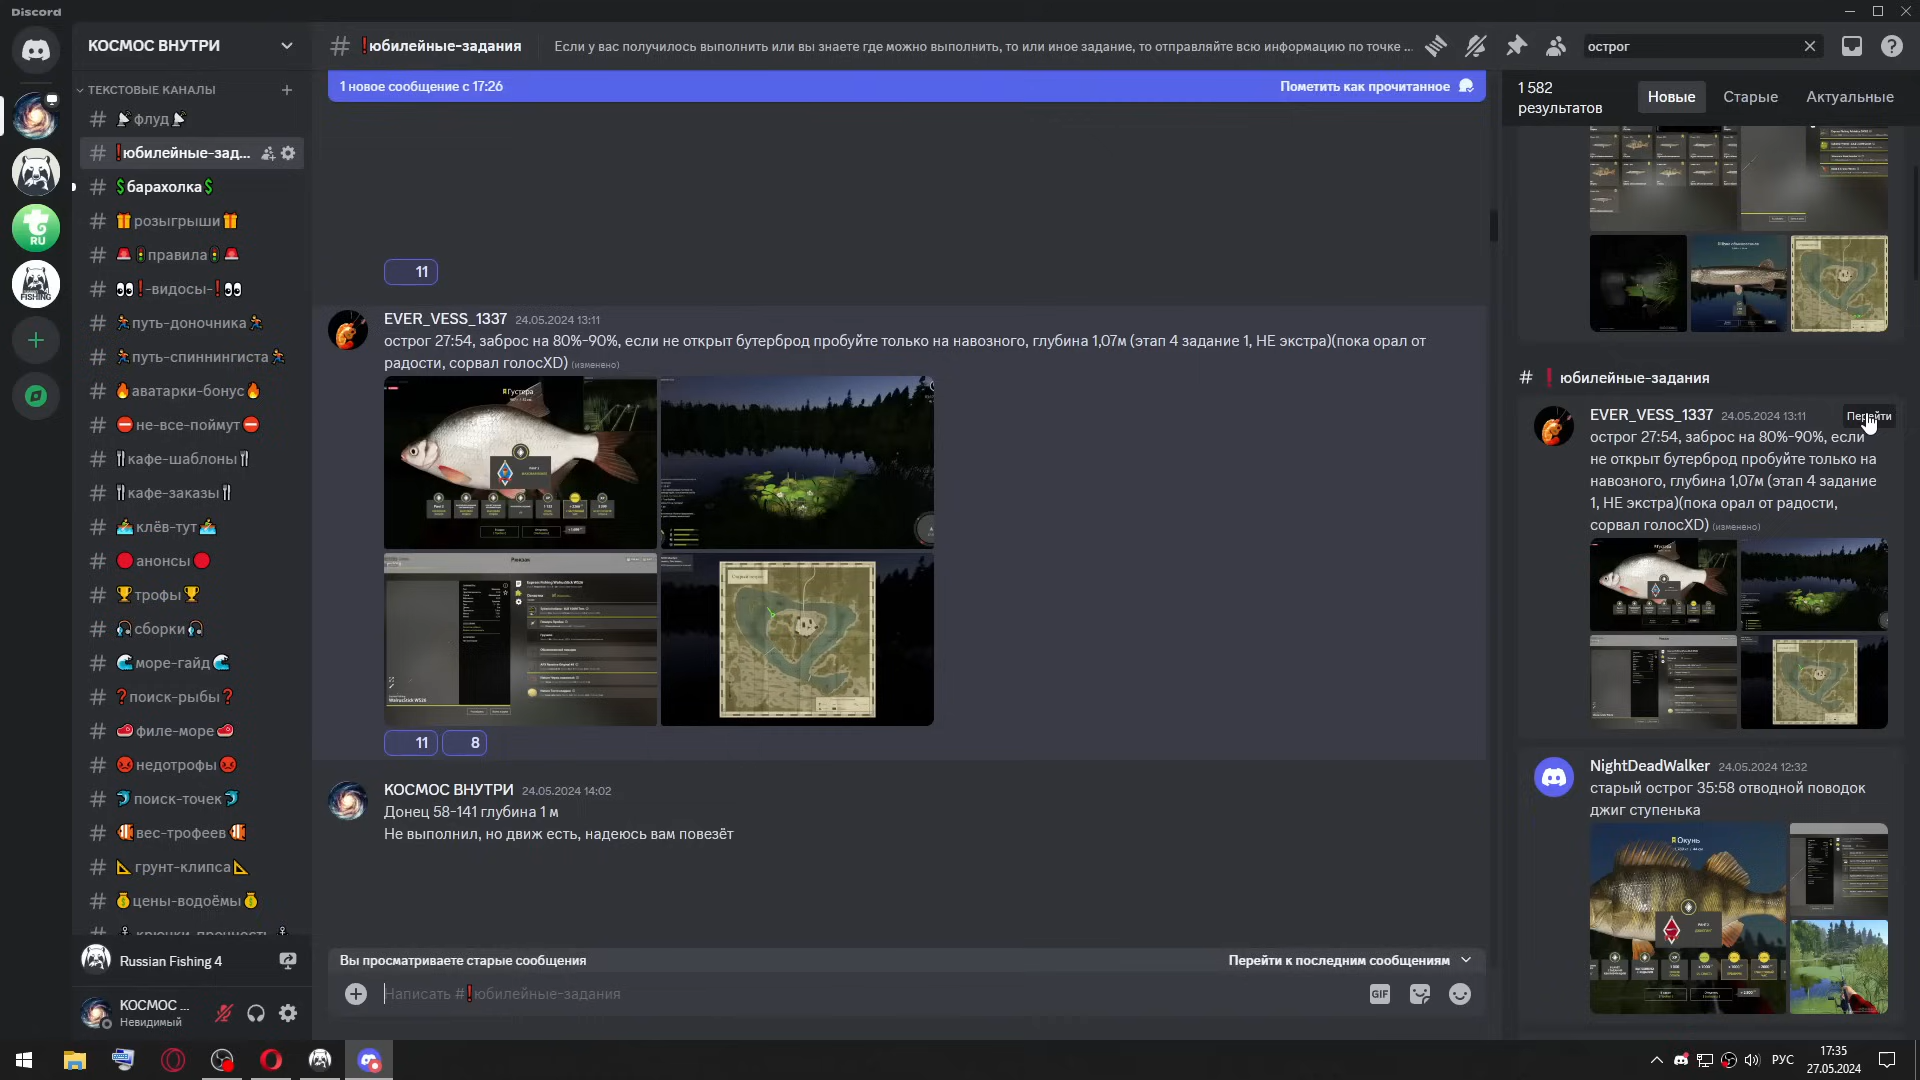 Discord
КОСМОС ВНУТРИ
ТЕКСТОВЫЕ КАНАЛЫ
флуд
юбилейные-зад...
$барахолка$
розыгрыши
правила
-видосы-
путь-доночника
путь-спиннингиста
аватарки-бонус
не-все-поймут
кафе-шаблоны
кафе-заказы
клёв-тут
анонсы
трофы
сборки
море-гайд
поиск-рыбы
филе-море
недотрофы
поиск-точек
вес-трофеев
грунт-клипса
цены-водоёмы
крючки-прочность
Russian Fishing 4
КОСМОС ...
Невидимый
RU
FISHING
юбилейные-задания
Если у вас получилось выполнить или вы знаете где можно выполнить, то или иное задание, то отправляйте всю информацию по точке ...
острог
1 новое сообщение с 17:26
Пометить как прочитанное
11
EVER_VESS_1337 24.05.2024 13:11
острог 27:54, заброс на 80%-90%, если не открыт бутерброд пробуйте только на навозного, глубина 1,07м (этап 4 задание 1, НЕ экстра)(пока орал от
радости, сорвал голосXD) (изменено)
Густера
11 8
КОСМОС ВНУТРИ 24.05.2024 14:02
Донец 58-141 глубина 1 м
Не выполнил, но движ есть, надеюсь вам повезёт
Вы просматриваете старые сообщения
Перейти к последним сообщениям
Написать #❗юбилейные-задания
GIF
1 582
результатов
Новые
Старые
Актуальные
юбилейные-задания
EVER_VESS_1337 24.05.2024 13:11
Перейти
острог 27:54, заброс на 80%-90%, если
не открыт бутерброд пробуйте только на
навозного, глубина 1,07м (этап 4 задание
1, НЕ экстра)(пока орал от радости,
сорвал голосXD) (изменено)
Густера
NightDeadWalker 24.05.2024 12:32
старый острог 35:58 отводной поводок
джиг ступенька
Окунь
РУС
17:35
27.05.2024